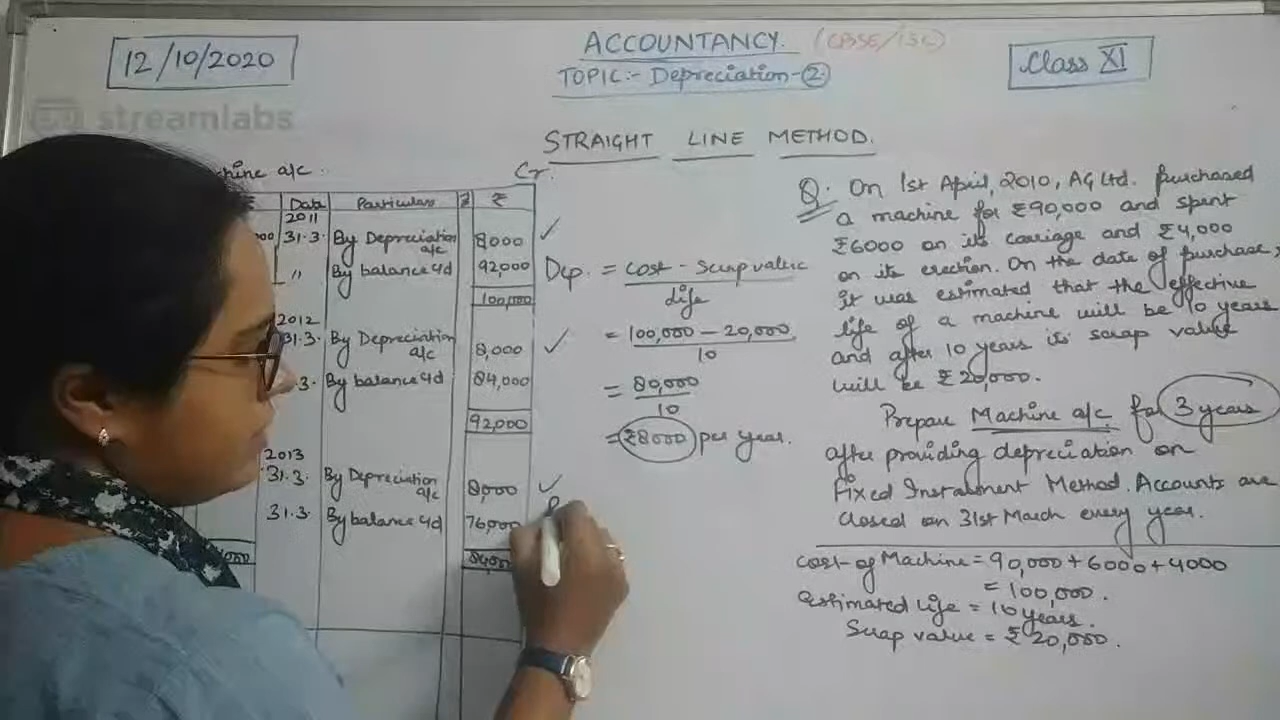 12/10/2020
ACCOUNTANCY. (CBSE/ISC)
TOPIC:- Depreciation-2
Class XI
streamlabs
STRAIGHT LINE METHOD.
chine a/c
Cr.
Date Particulars ₹
2011
31.3. By Depreciation a/c 8000
" By balance c/d 92,000
100,000
2012
31.3. By Depreciation a/c 8,000
.3. By balance c/d 84,000
92,000
2013
31.3. By Depreciation a/c 8,000
31.3. By balance c/d 76,000
Dep. = Cost - Scrap value
life
= 100,000 - 20,000
10
= 80,000
10
= ₹8000 per year.
Q. On 1st April, 2010, AG Ltd. purchased
a machine for ₹90,000 and spent
₹6000 on its carriage and ₹4,000
on its erection. On the date of purchase,
it was estimated that the effective
life of a machine will be 10 years
and after 10 years its scrap value
will be ₹20,000.
Prepare Machine a/c for 3 years
after providing depreciation on
Fixed Instalment Method. Accounts are
closed on 31st March every year.
Cost of Machine = 90,000 + 6000 + 4000
= 100,000.
Estimated life = 10 years.
Scrap value = ₹20,000.